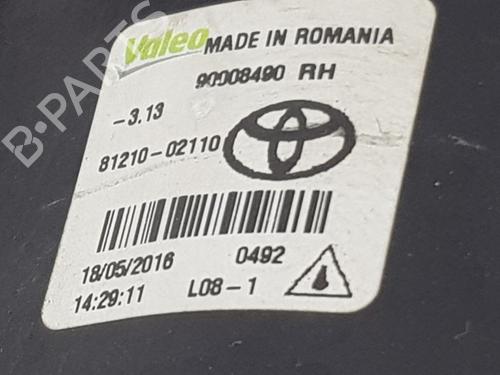 Valeo MADE IN ROMANIA
90008490 RH
-3.13
81210-02110
18/05/2016 0492
14:29:11 L08-1
B-PARTS